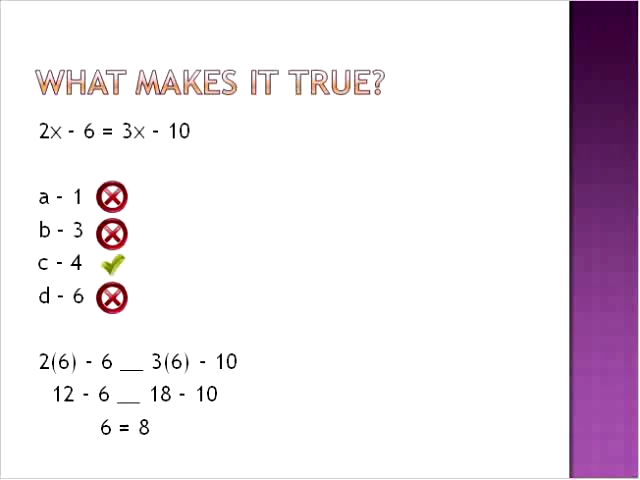 WHAT MAKES IT TRUE?
2x - 6 = 3x - 10
a - 1
b - 3
c - 4
d - 6
2(6) - 6 __ 3(6) - 10
12 - 6 __ 18 - 10
6 = 8